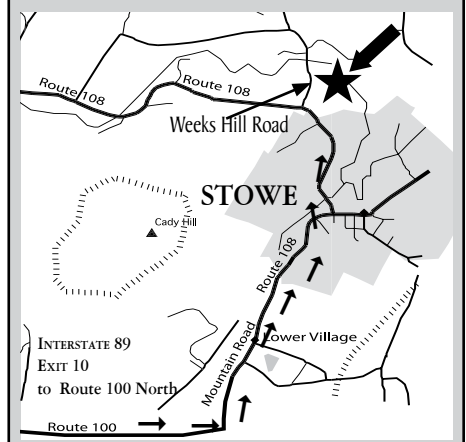 Route 108
Route 108
Weeks Hill Road
STOWE
Cady Hill
Route 108
Lower Village
Mountain Road
INTERSTATE 89
EXIT 10
to Route 100 North
Route 100